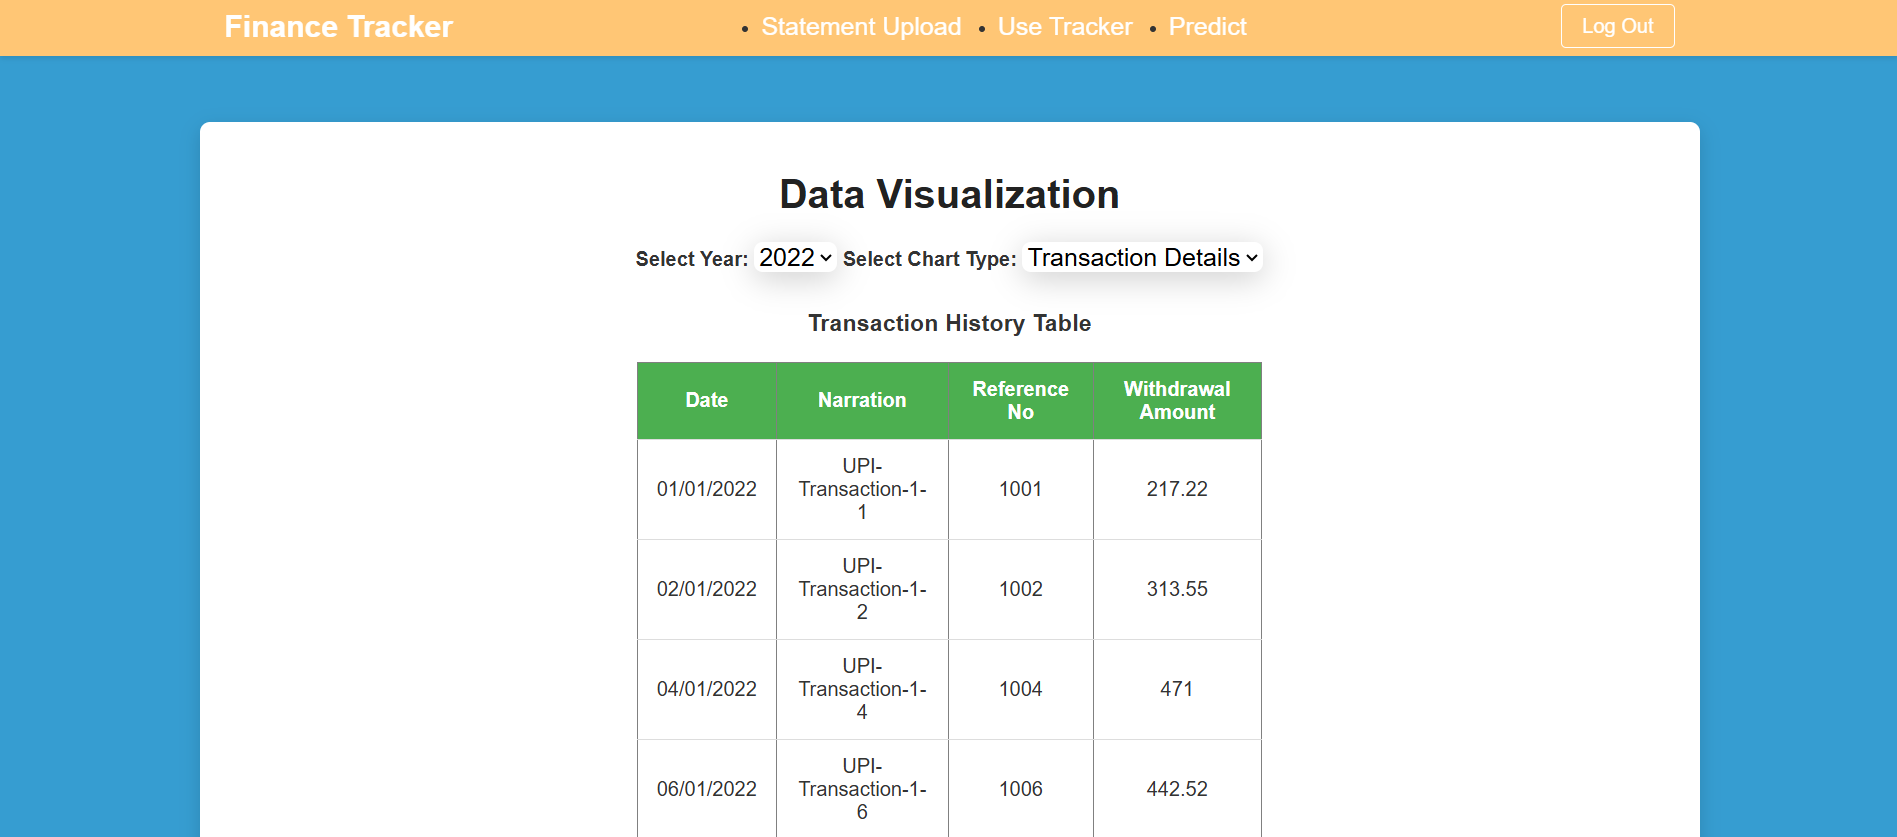 Finance Tracker
• Statement Upload • Use Tracker • Predict
Log Out
Data Visualization
Select Year: 2022 Select Chart Type: Transaction Details
Transaction History Table
Date Narration Reference No Withdrawal Amount
01/01/2022 UPI-Transaction-1-1 1001 217.22
02/01/2022 UPI-Transaction-1-2 1002 313.55
04/01/2022 UPI-Transaction-1-4 1004 471
06/01/2022 UPI-Transaction-1-6 1006 442.52